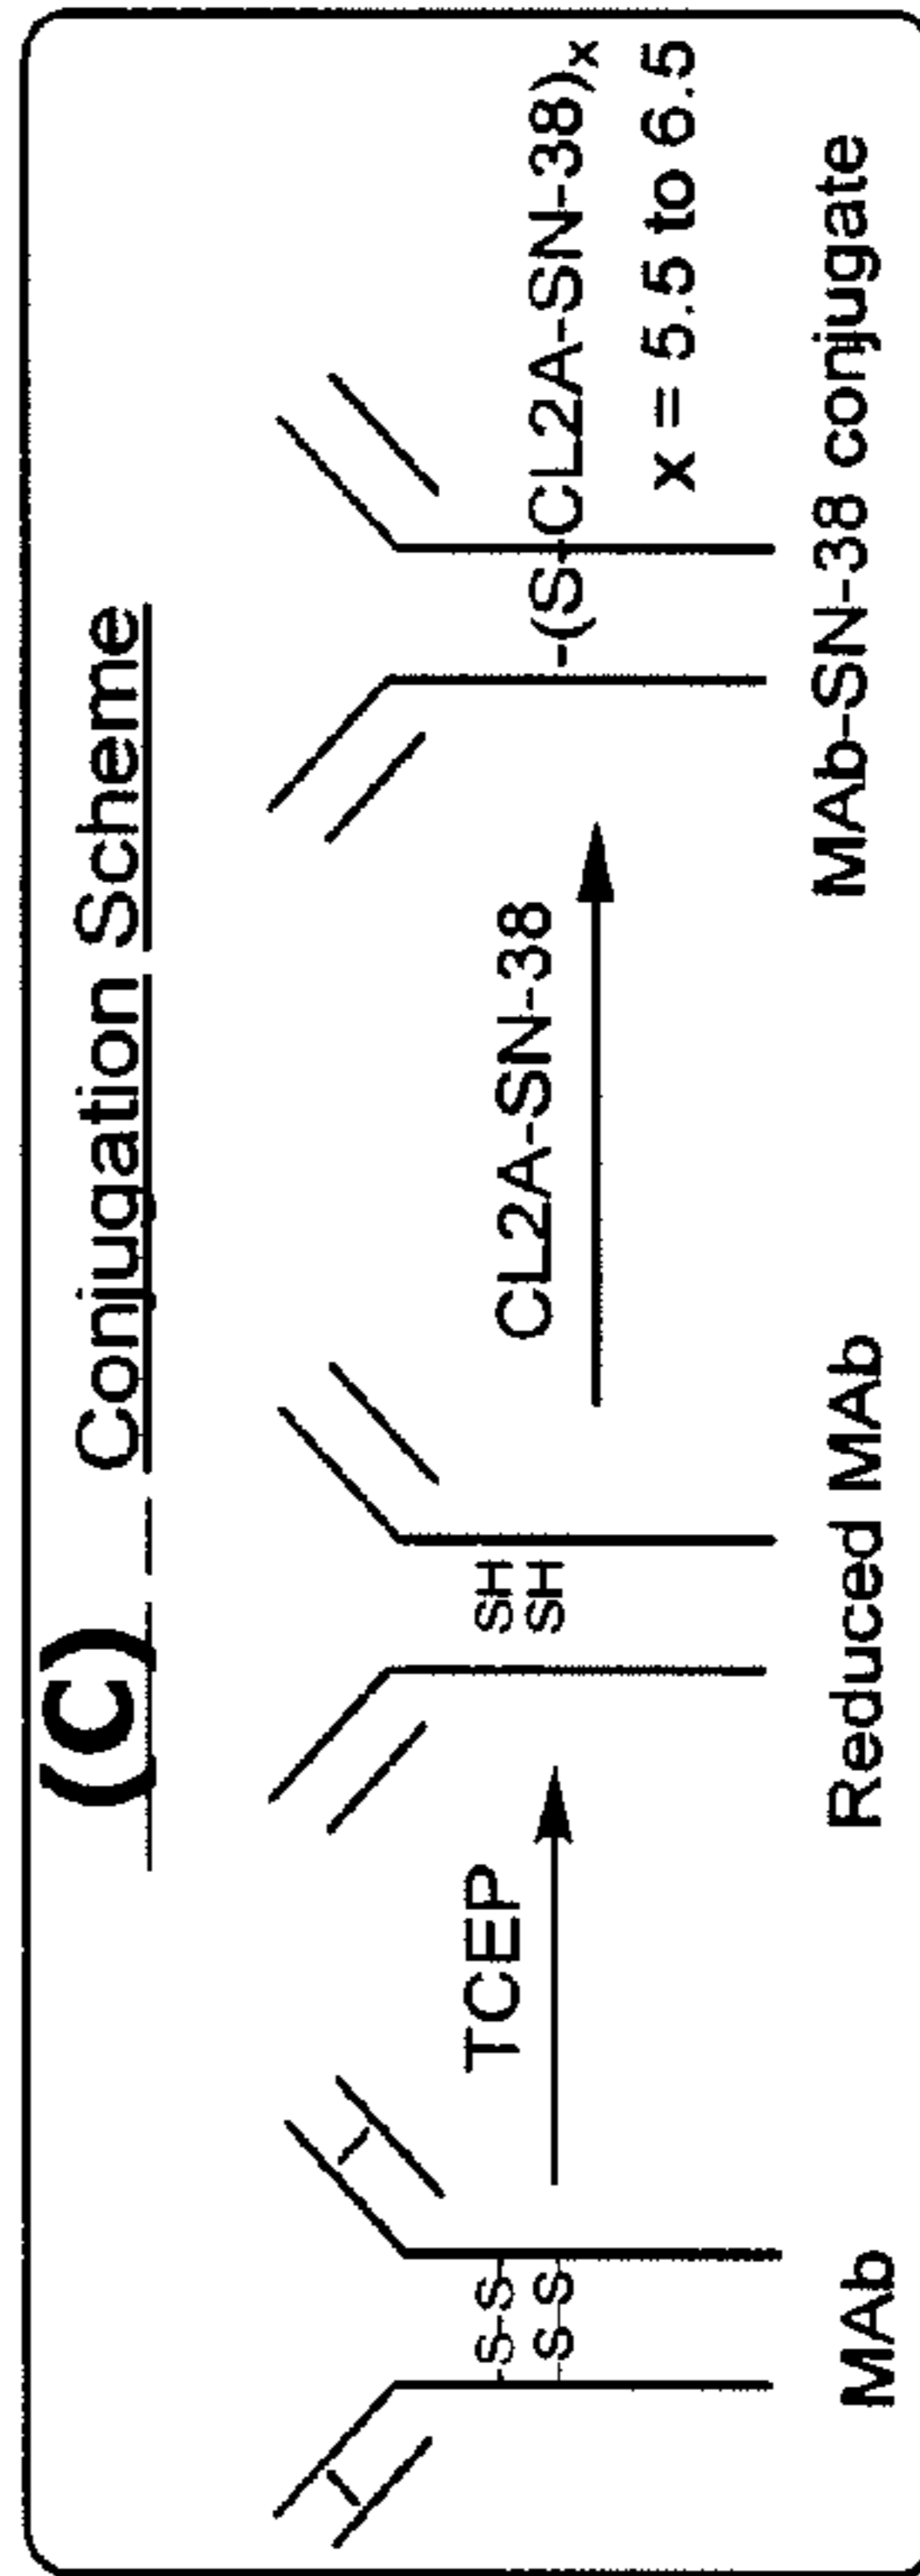 (C) Conjugation Scheme
S-S
S S
TCEP
SH
SH
CL2A-SN-38
-(S-CL2A-SN-38)x
x = 5.5 to 6.5
MAb
Reduced MAb
MAb-SN-38 conjugate